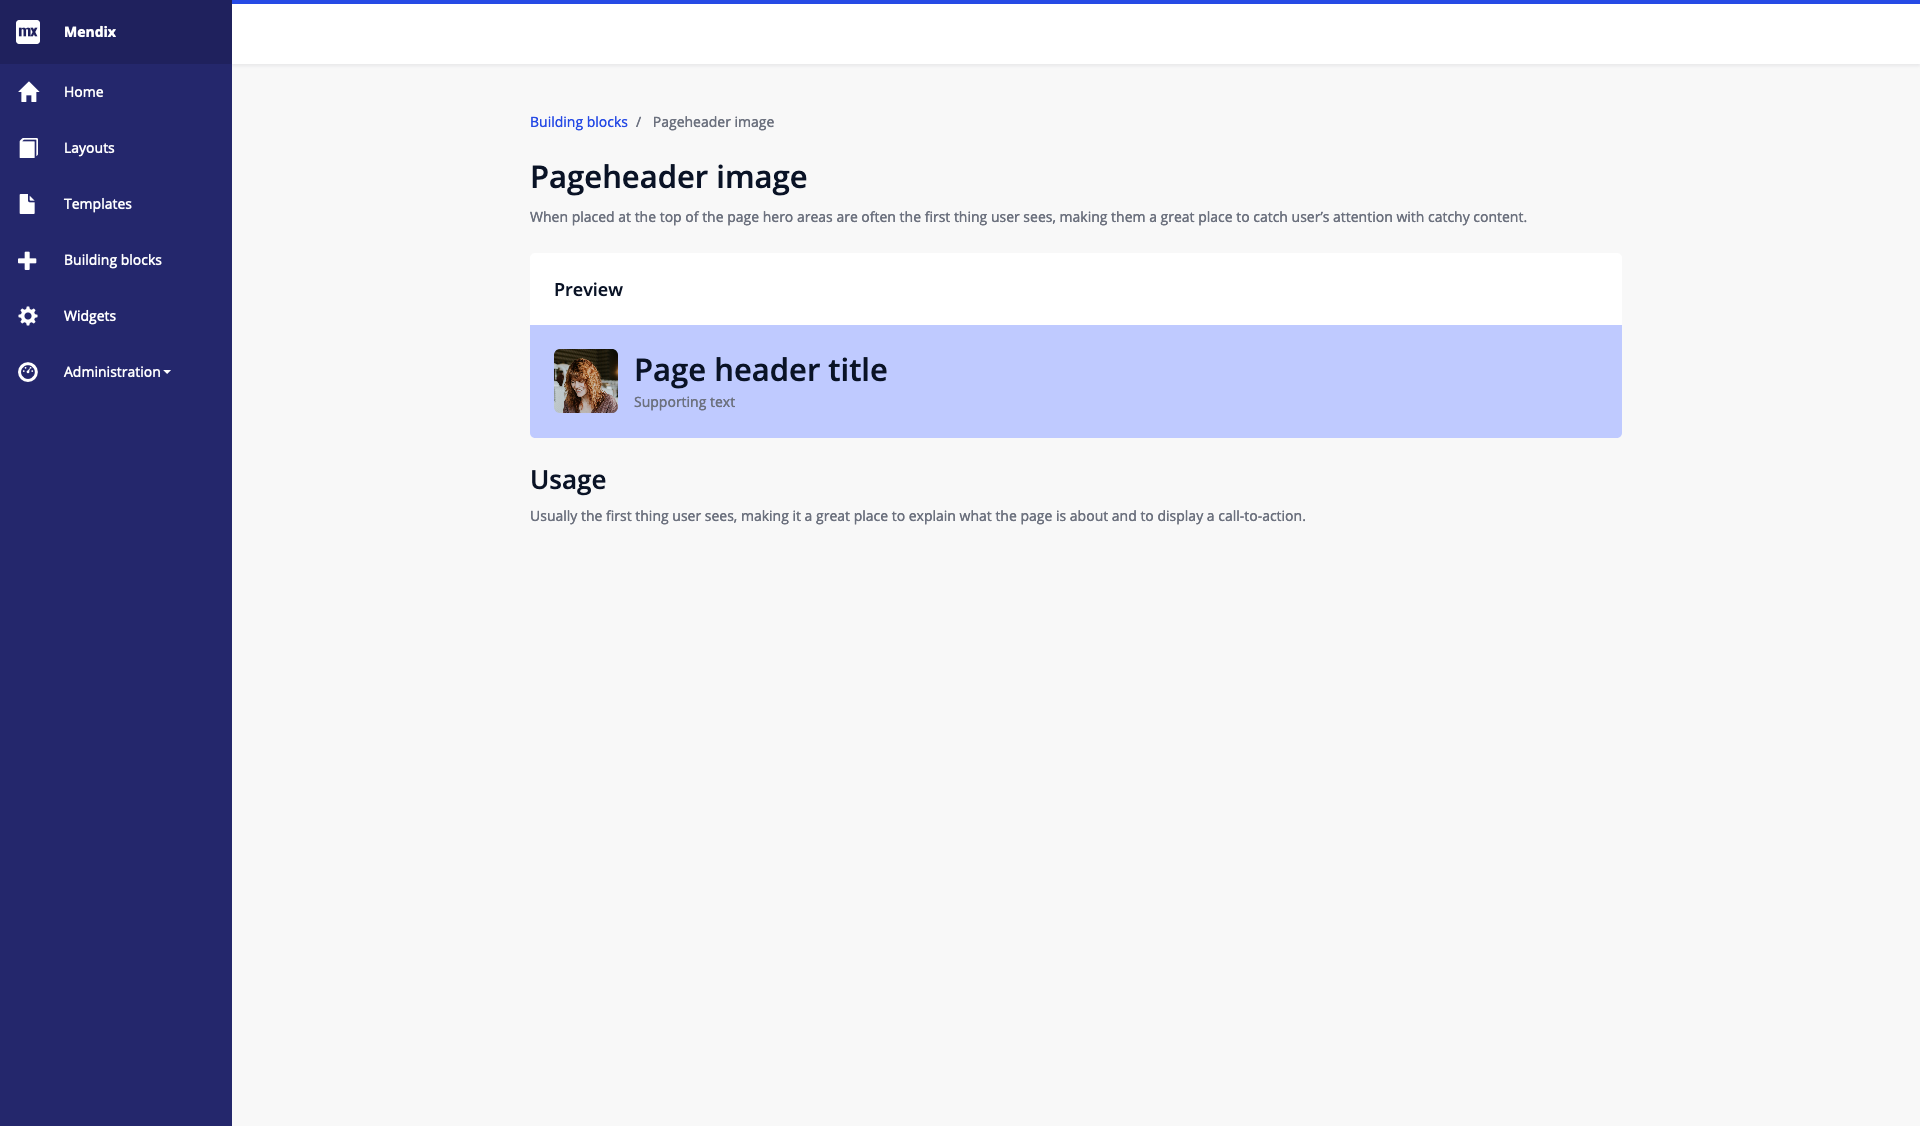 mx Mendix
Home
Layouts
Templates
Building blocks
Widgets
Administration
Building blocks / Pageheader image
Pageheader image
When placed at the top of the page hero areas are often the first thing user sees, making them a great place to catch user’s attention with catchy content.
Preview
Page header title
Supporting text
Usage
Usually the first thing user sees, making it a great place to explain what the page is about and to display a call-to-action.